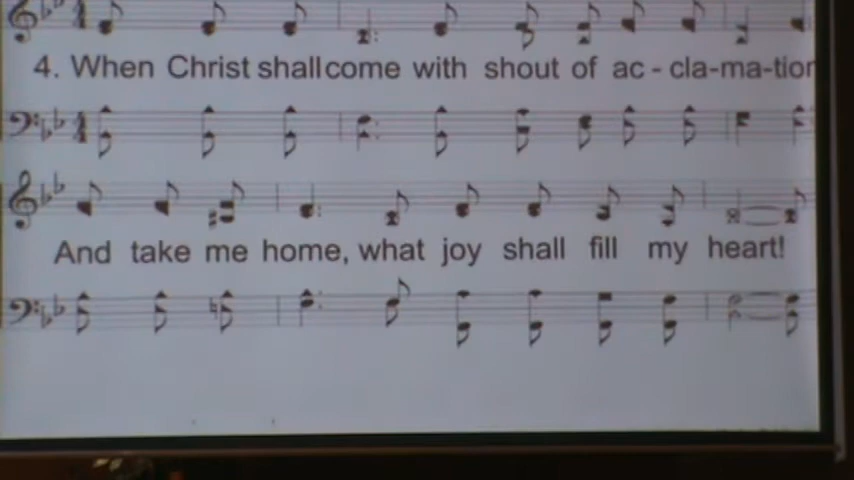 4. When Christ shall come with shout of ac - cla-ma-tion
And take me home, what joy shall fill my heart!